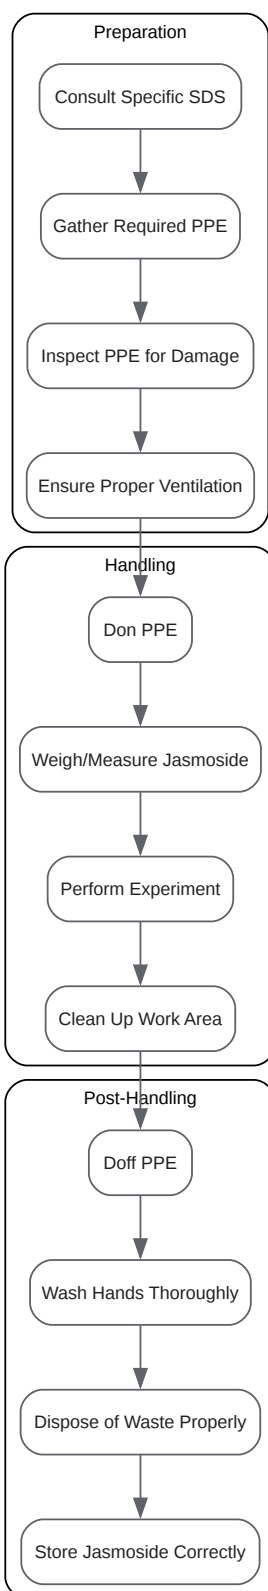 Preparation
Consult Specific SDS
Gather Required PPE
Inspect PPE for Damage
Ensure Proper Ventilation
Handling
Don PPE
Weigh/Measure Jasmoside
Perform Experiment
Clean Up Work Area
Post-Handling
Doff PPE
Wash Hands Thoroughly
Dispose of Waste Properly
Store Jasmoside Correctly